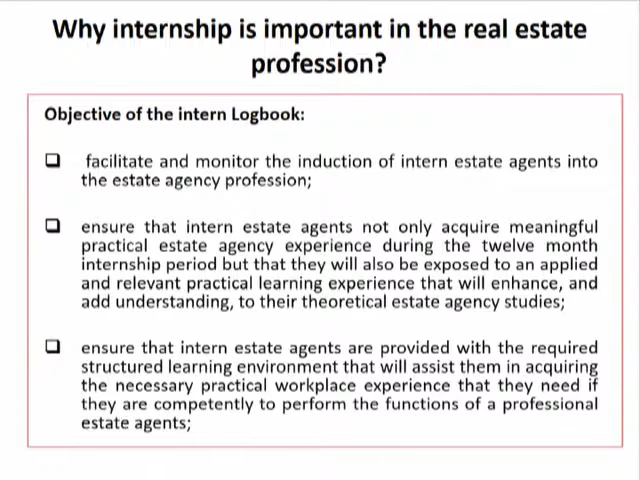 Why internship is important in the real estate
profession?
Objective of the intern Logbook:
facilitate and monitor the induction of intern estate agents into
the estate agency profession;
ensure that intern estate agents not only acquire meaningful
practical estate agency experience during the twelve month
internship period but that they will also be exposed to an applied
and relevant practical learning experience that will enhance, and
add understanding, to their theoretical estate agency studies;
ensure that intern estate agents are provided with the required
structured learning environment that will assist them in acquiring
the necessary practical workplace experience that they need if
they are competently to perform the functions of a professional
estate agents;